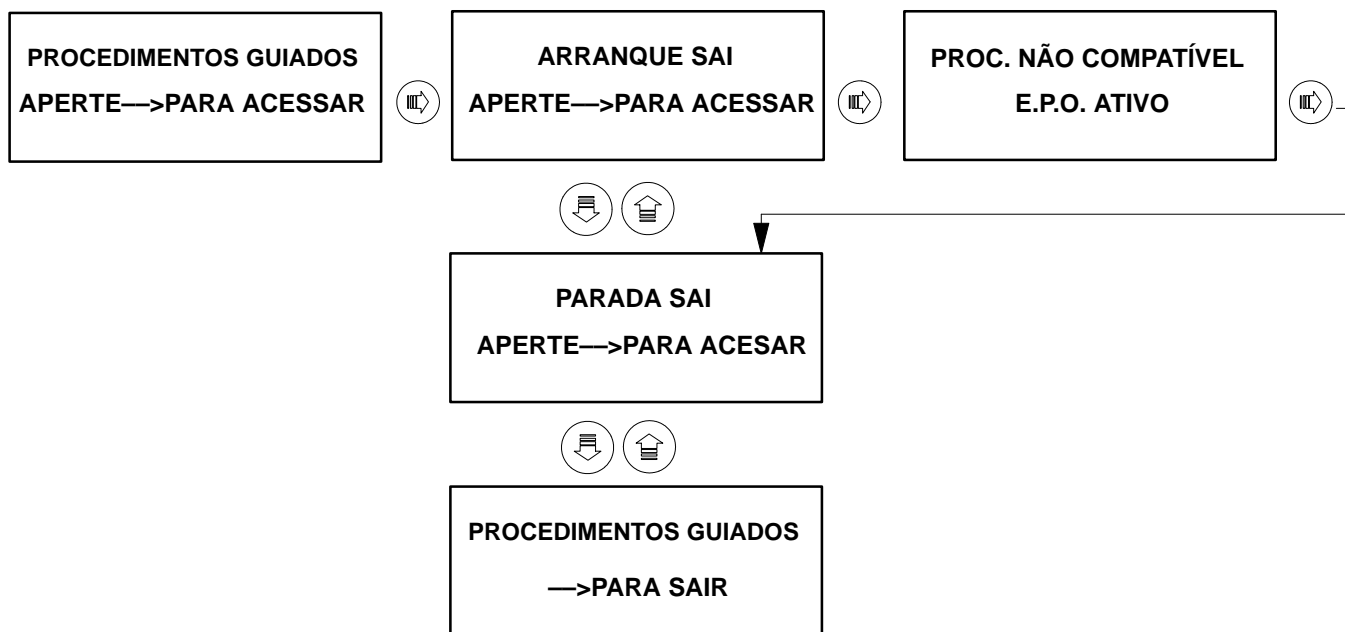 PROCEDIMENTOS GUIADOS
APERTE—>PARA ACESSAR
ARRANQUE SAI
APERTE—>PARA ACESSAR
PROC. NÃO COMPATÍVEL
E.P.O. ATIVO
PARADA SAI
APERTE—>PARA ACESAR
PROCEDIMENTOS GUIADOS
—>PARA SAIR